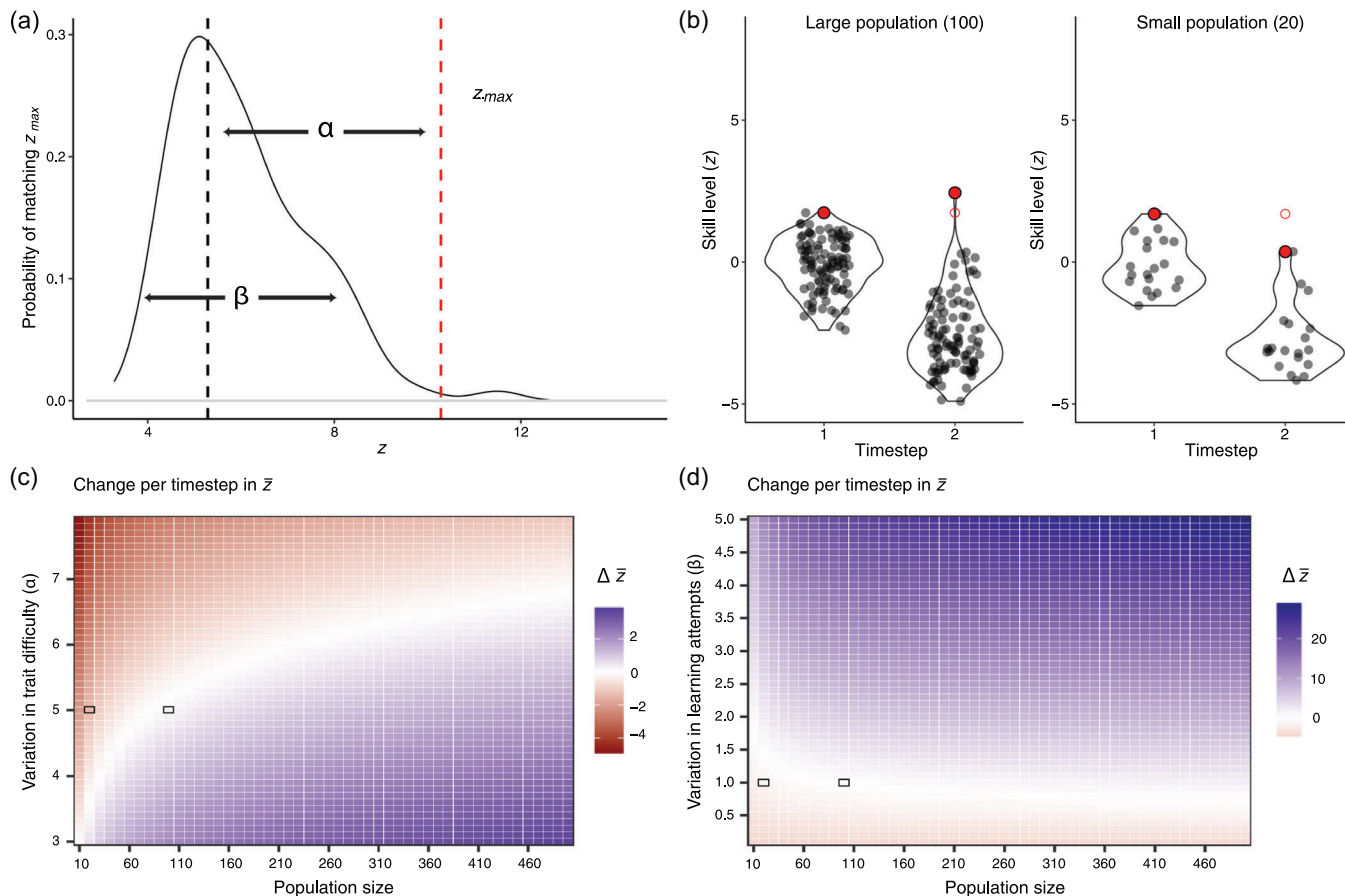 (a)
Probability of matching z max
0.3
0.2
0.1
0.0
α
β
z.max
4
8
12
z
(b)
Large population (100)
Small population (20)
Skill level (z)
5
0
−5
1
2
Timestep
Skill level (z)
5
0
−5
1
2
Timestep
(c)
Change per timestep in z̄
Variation in trait difficulty (α)
7
6
5
4
3
10 60 110 160 210 260 310 360 410 460
Population size
Δ z̄
2
0
−2
−4
(d)
Change per timestep in z̄
Variation in learning attempts (β)
5.0
4.5
4.0
3.5
3.0
2.5
2.0
1.5
1.0
0.5
10 60 110 160 210 260 310 360 410 460
Population size
Δ z̄
20
10
0